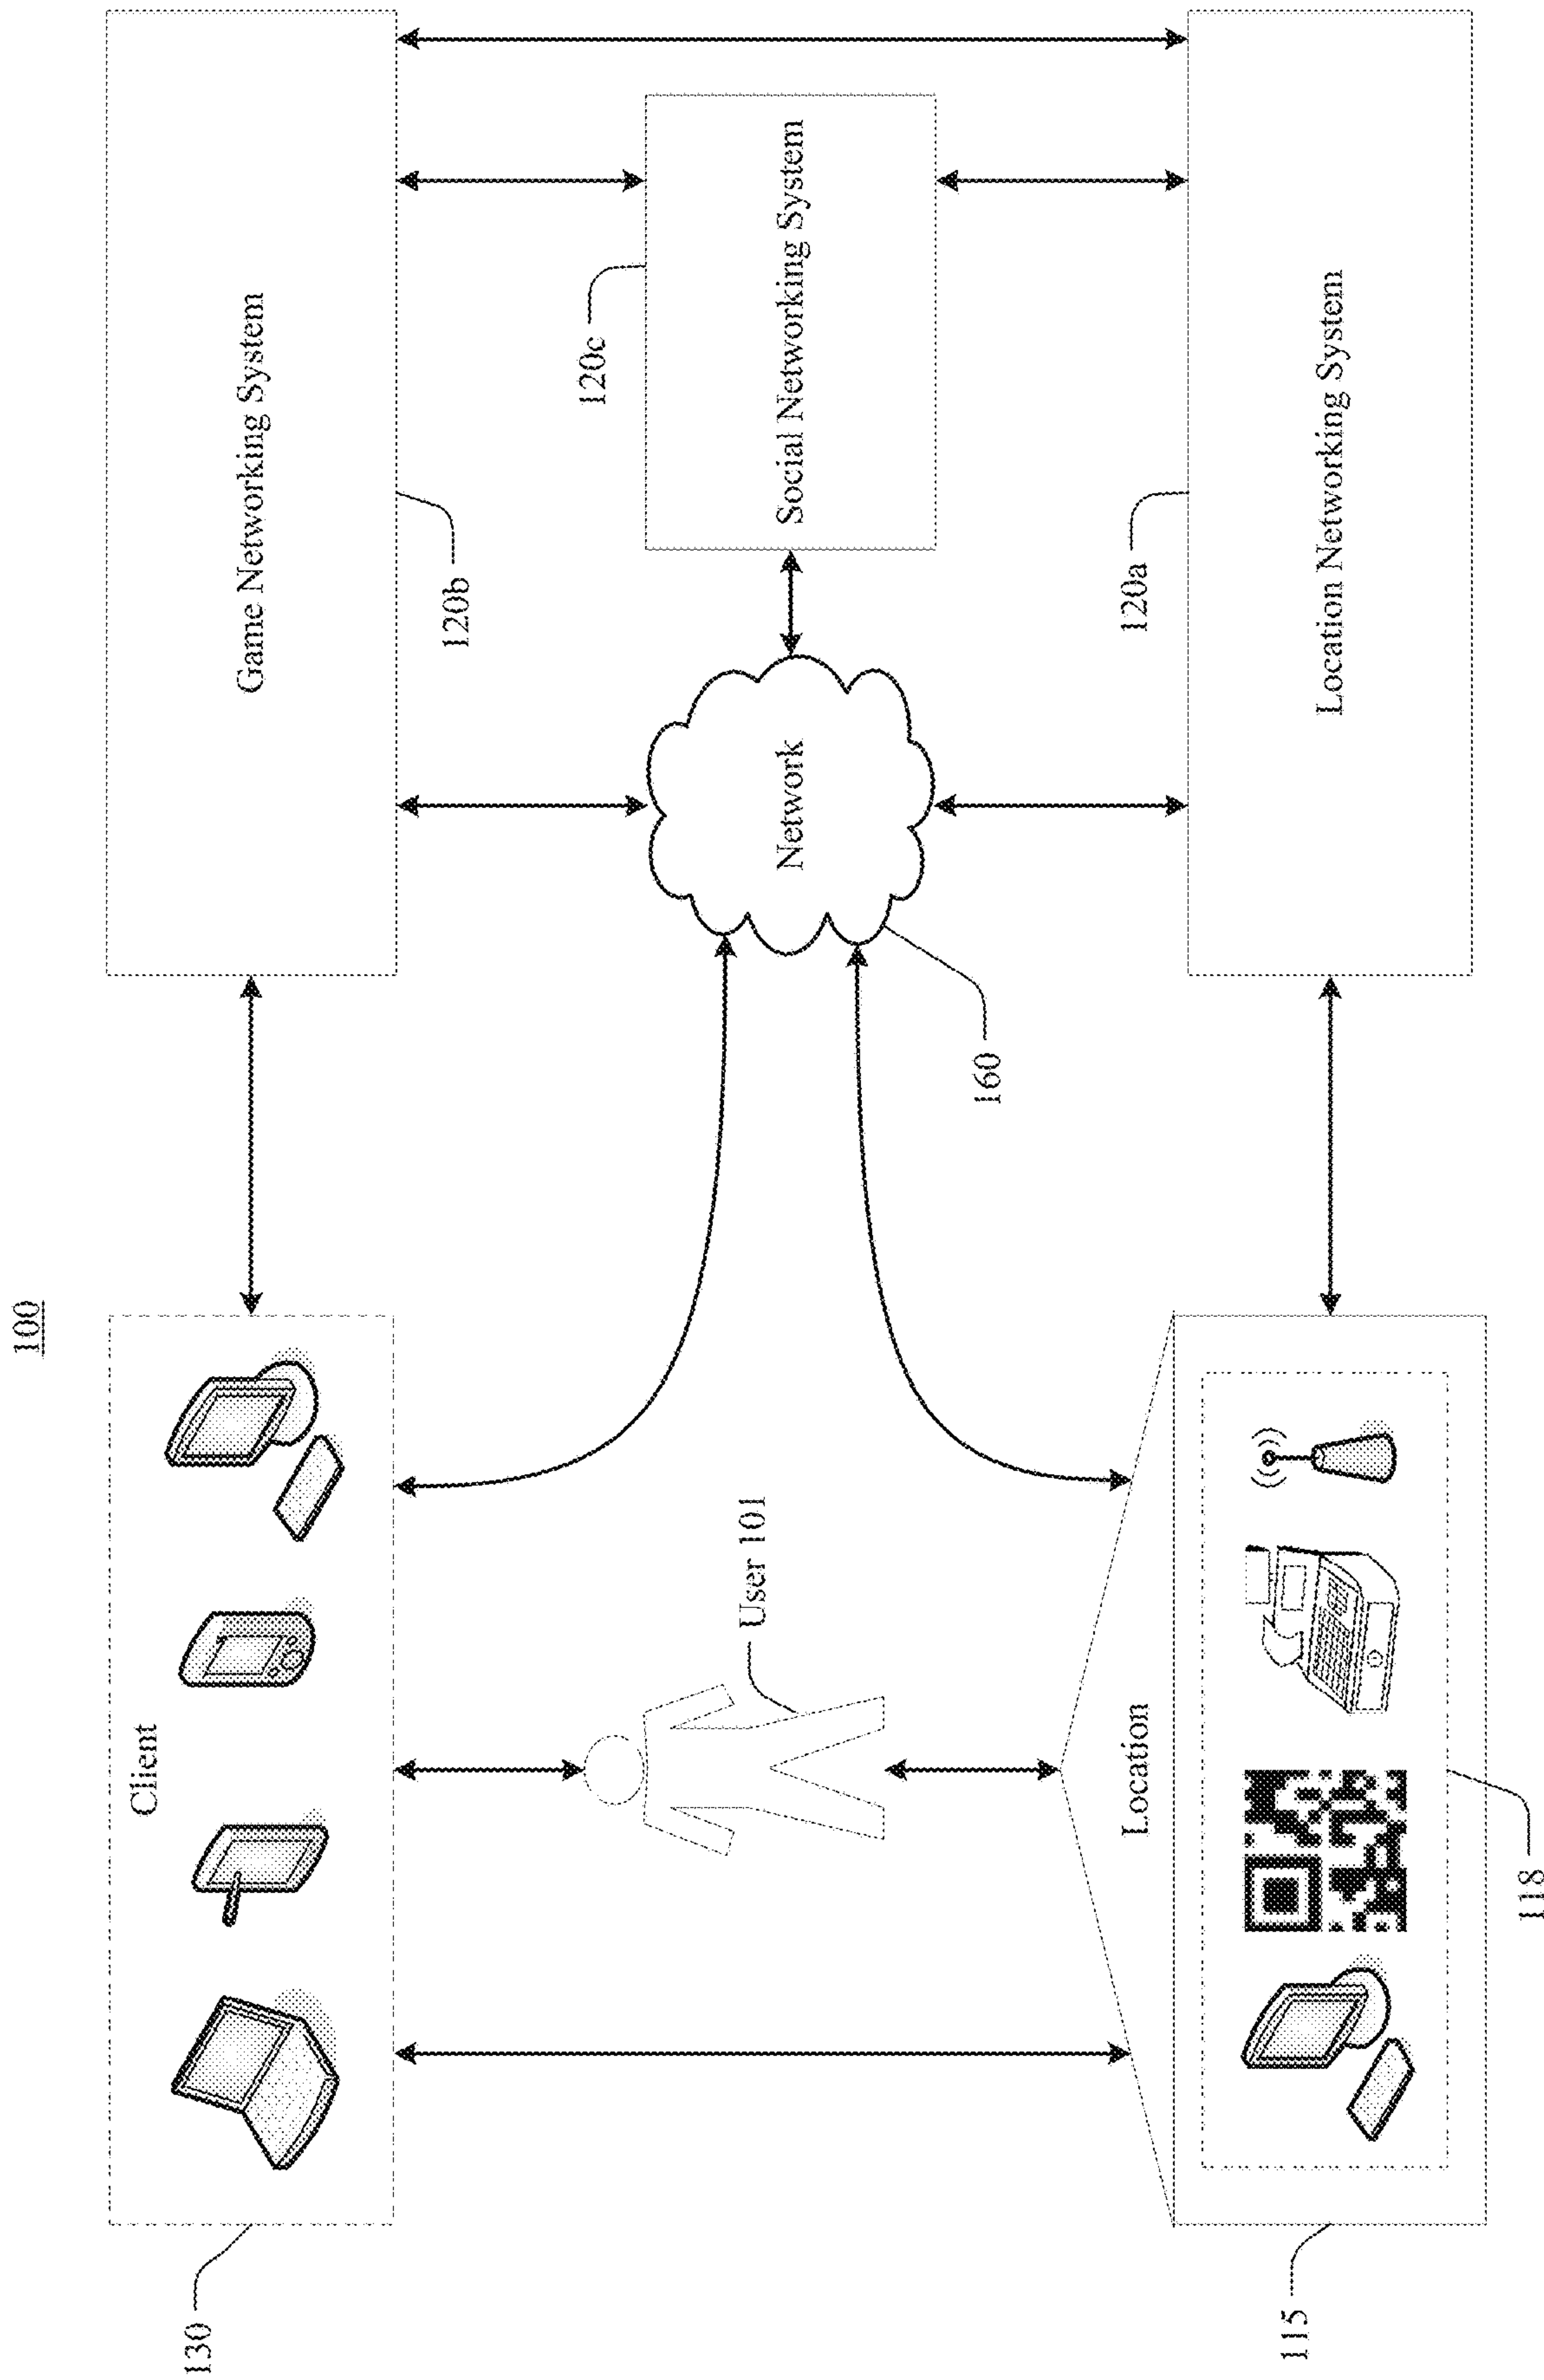 100
Client
130
Game Networking System
120b
User 101
Network
160
Social Networking System
120c
Location
115
118
Location Networking System
120a